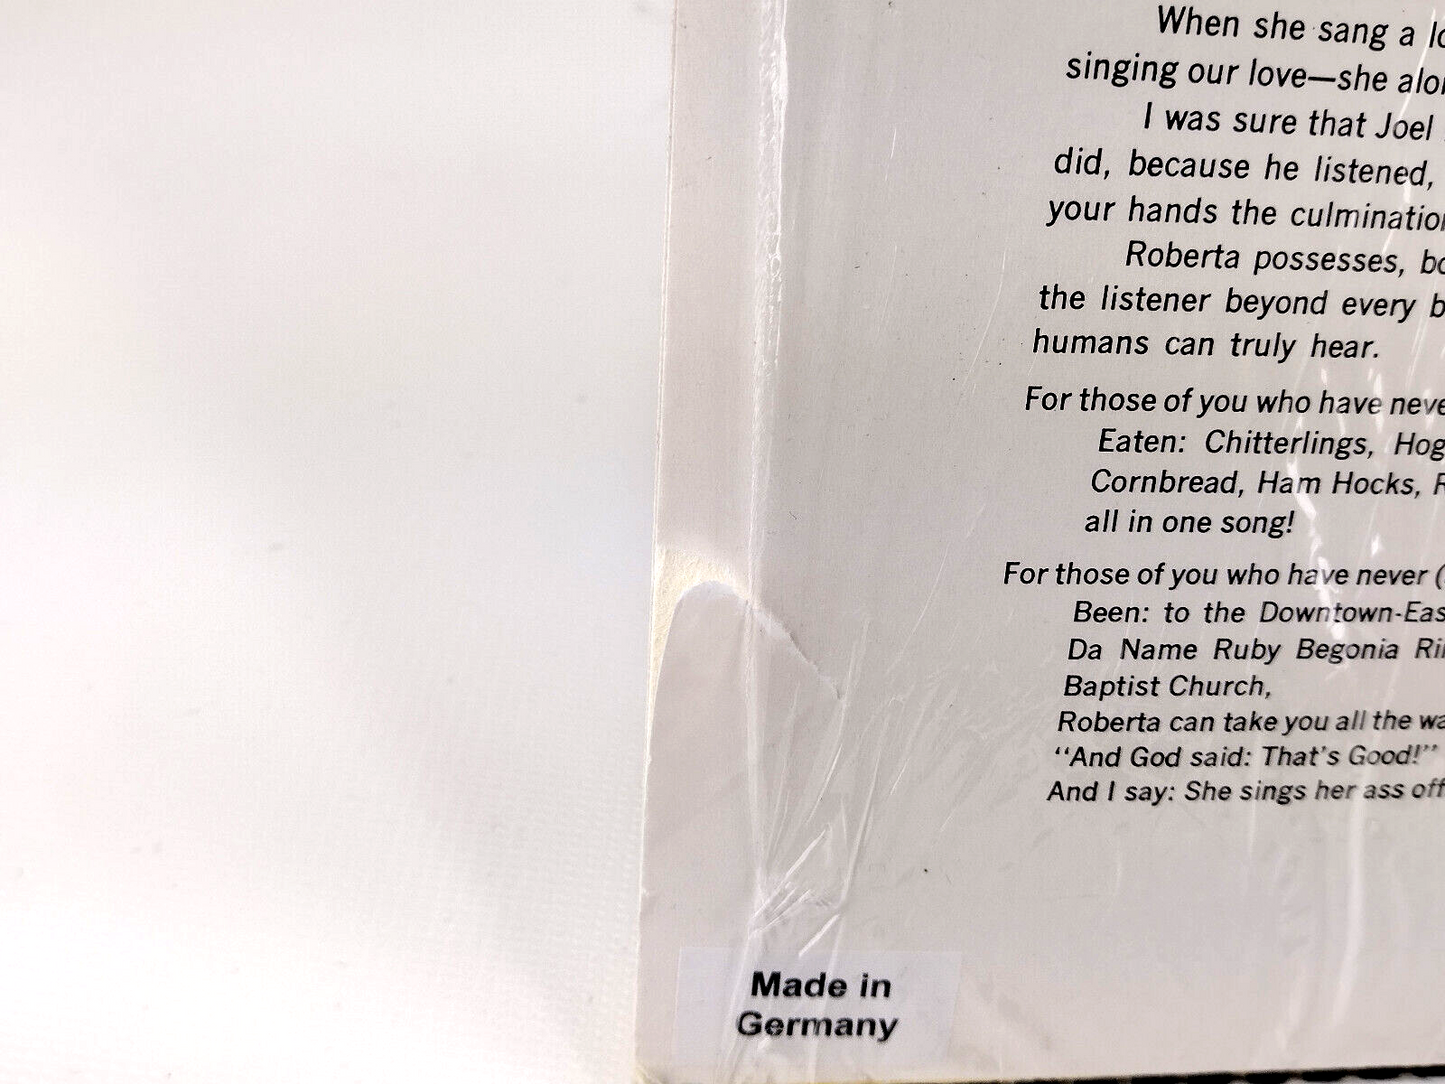 When she sang a
singing our love—she
I was sure that Joel
did, because he listened,
your hands the
Roberta possesses,
the listener beyond every
humans can truly hear.
For those of you who have
Eaten: Chitterlings, Hog
Cornbread, Ham Hocks,
all in one song!
For those of you who have never (
Been: to the Downtown-Eas
Da Name Ruby Begonia
Baptist Church,
Roberta can take you all the
“And God said: That's Good!”
And I say: She sings her ass off
Made in
Germany